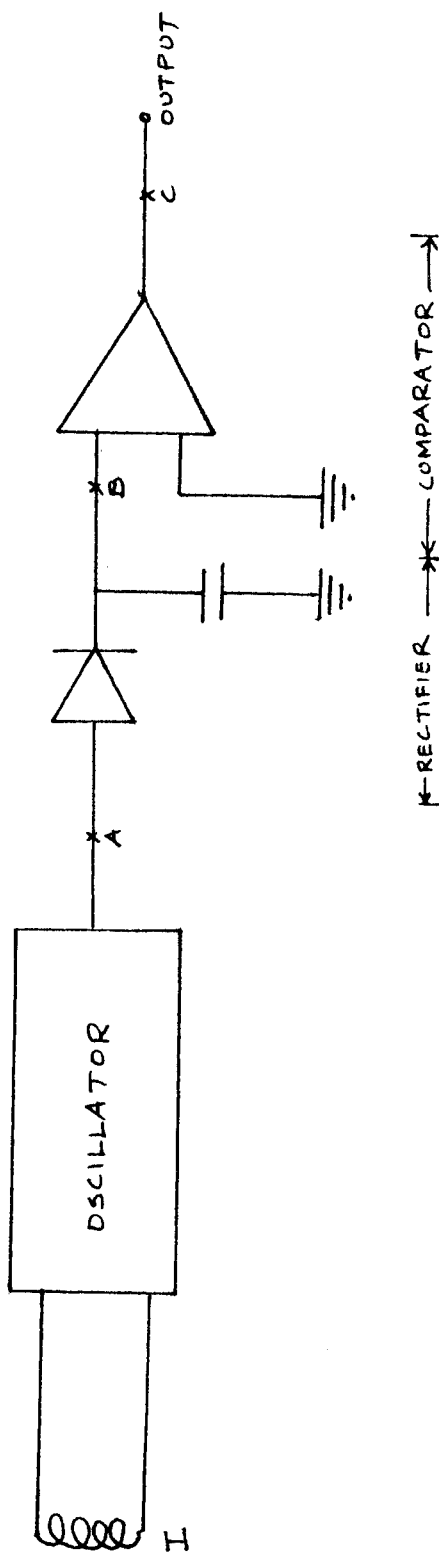 I
OSCILLATOR
A
B
C
OUTPUT
RECTIFIER
COMPARATOR